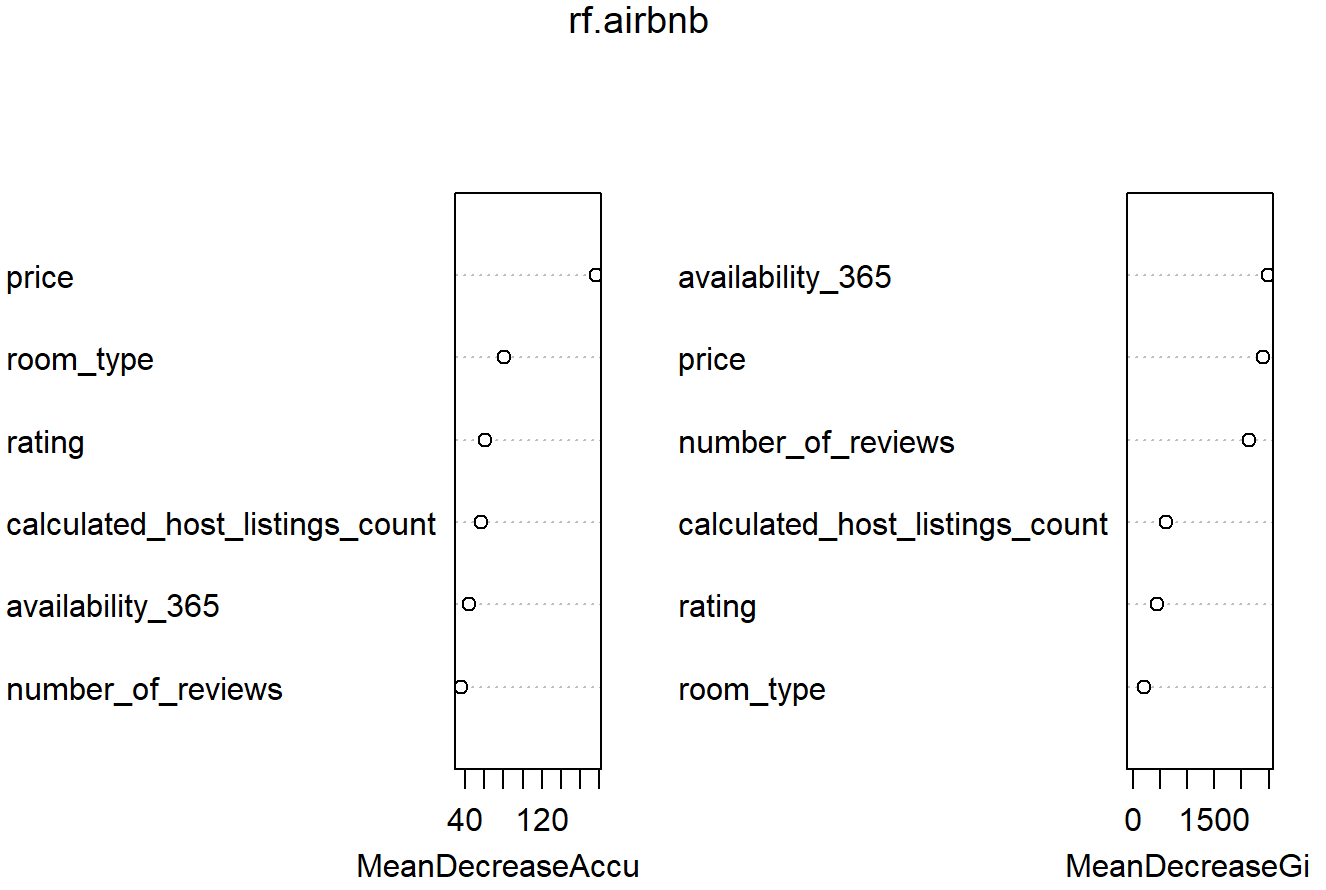 rf.airbnb
price
room_type
rating
calculated_host_listings_count
availability_365
number_of_reviews
40 120
MeanDecreaseAccu
availability_365
price
number_of_reviews
calculated_host_listings_count
rating
room_type
0 1500
MeanDecreaseGi